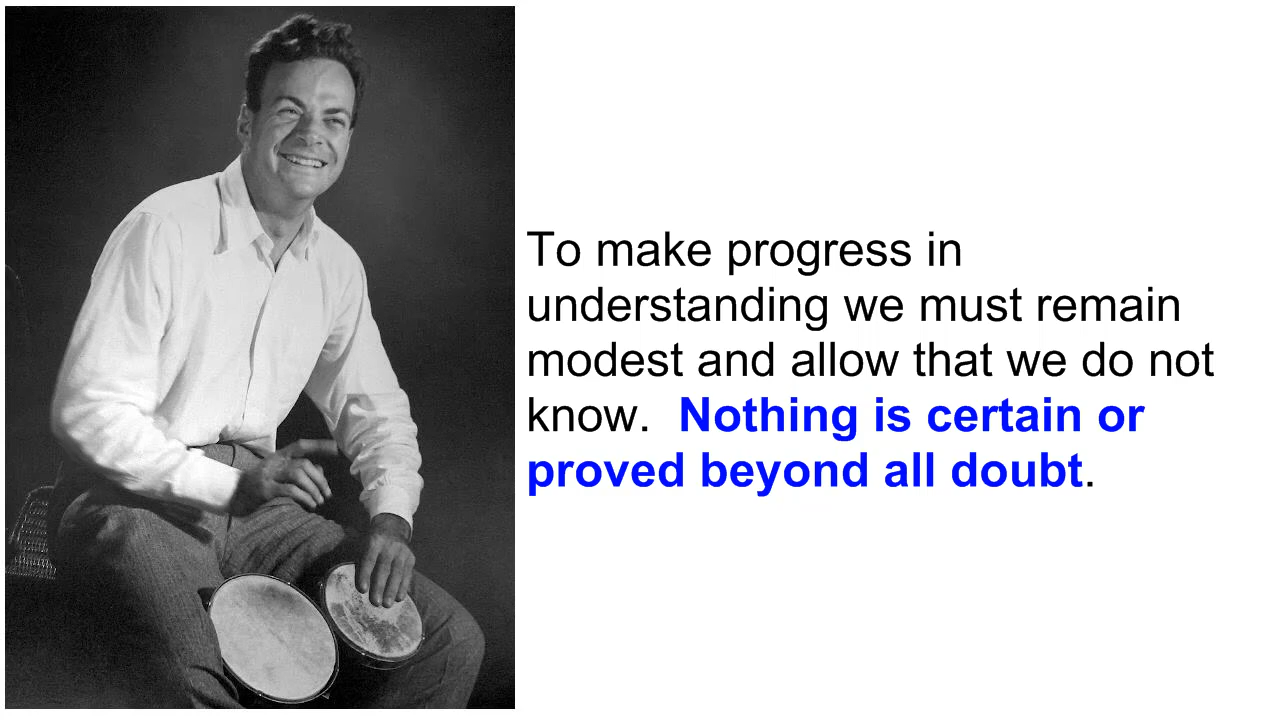 To make progress in
understanding we must remain
modest and allow that we do not
know.  Nothing is certain or
proved beyond all doubt.